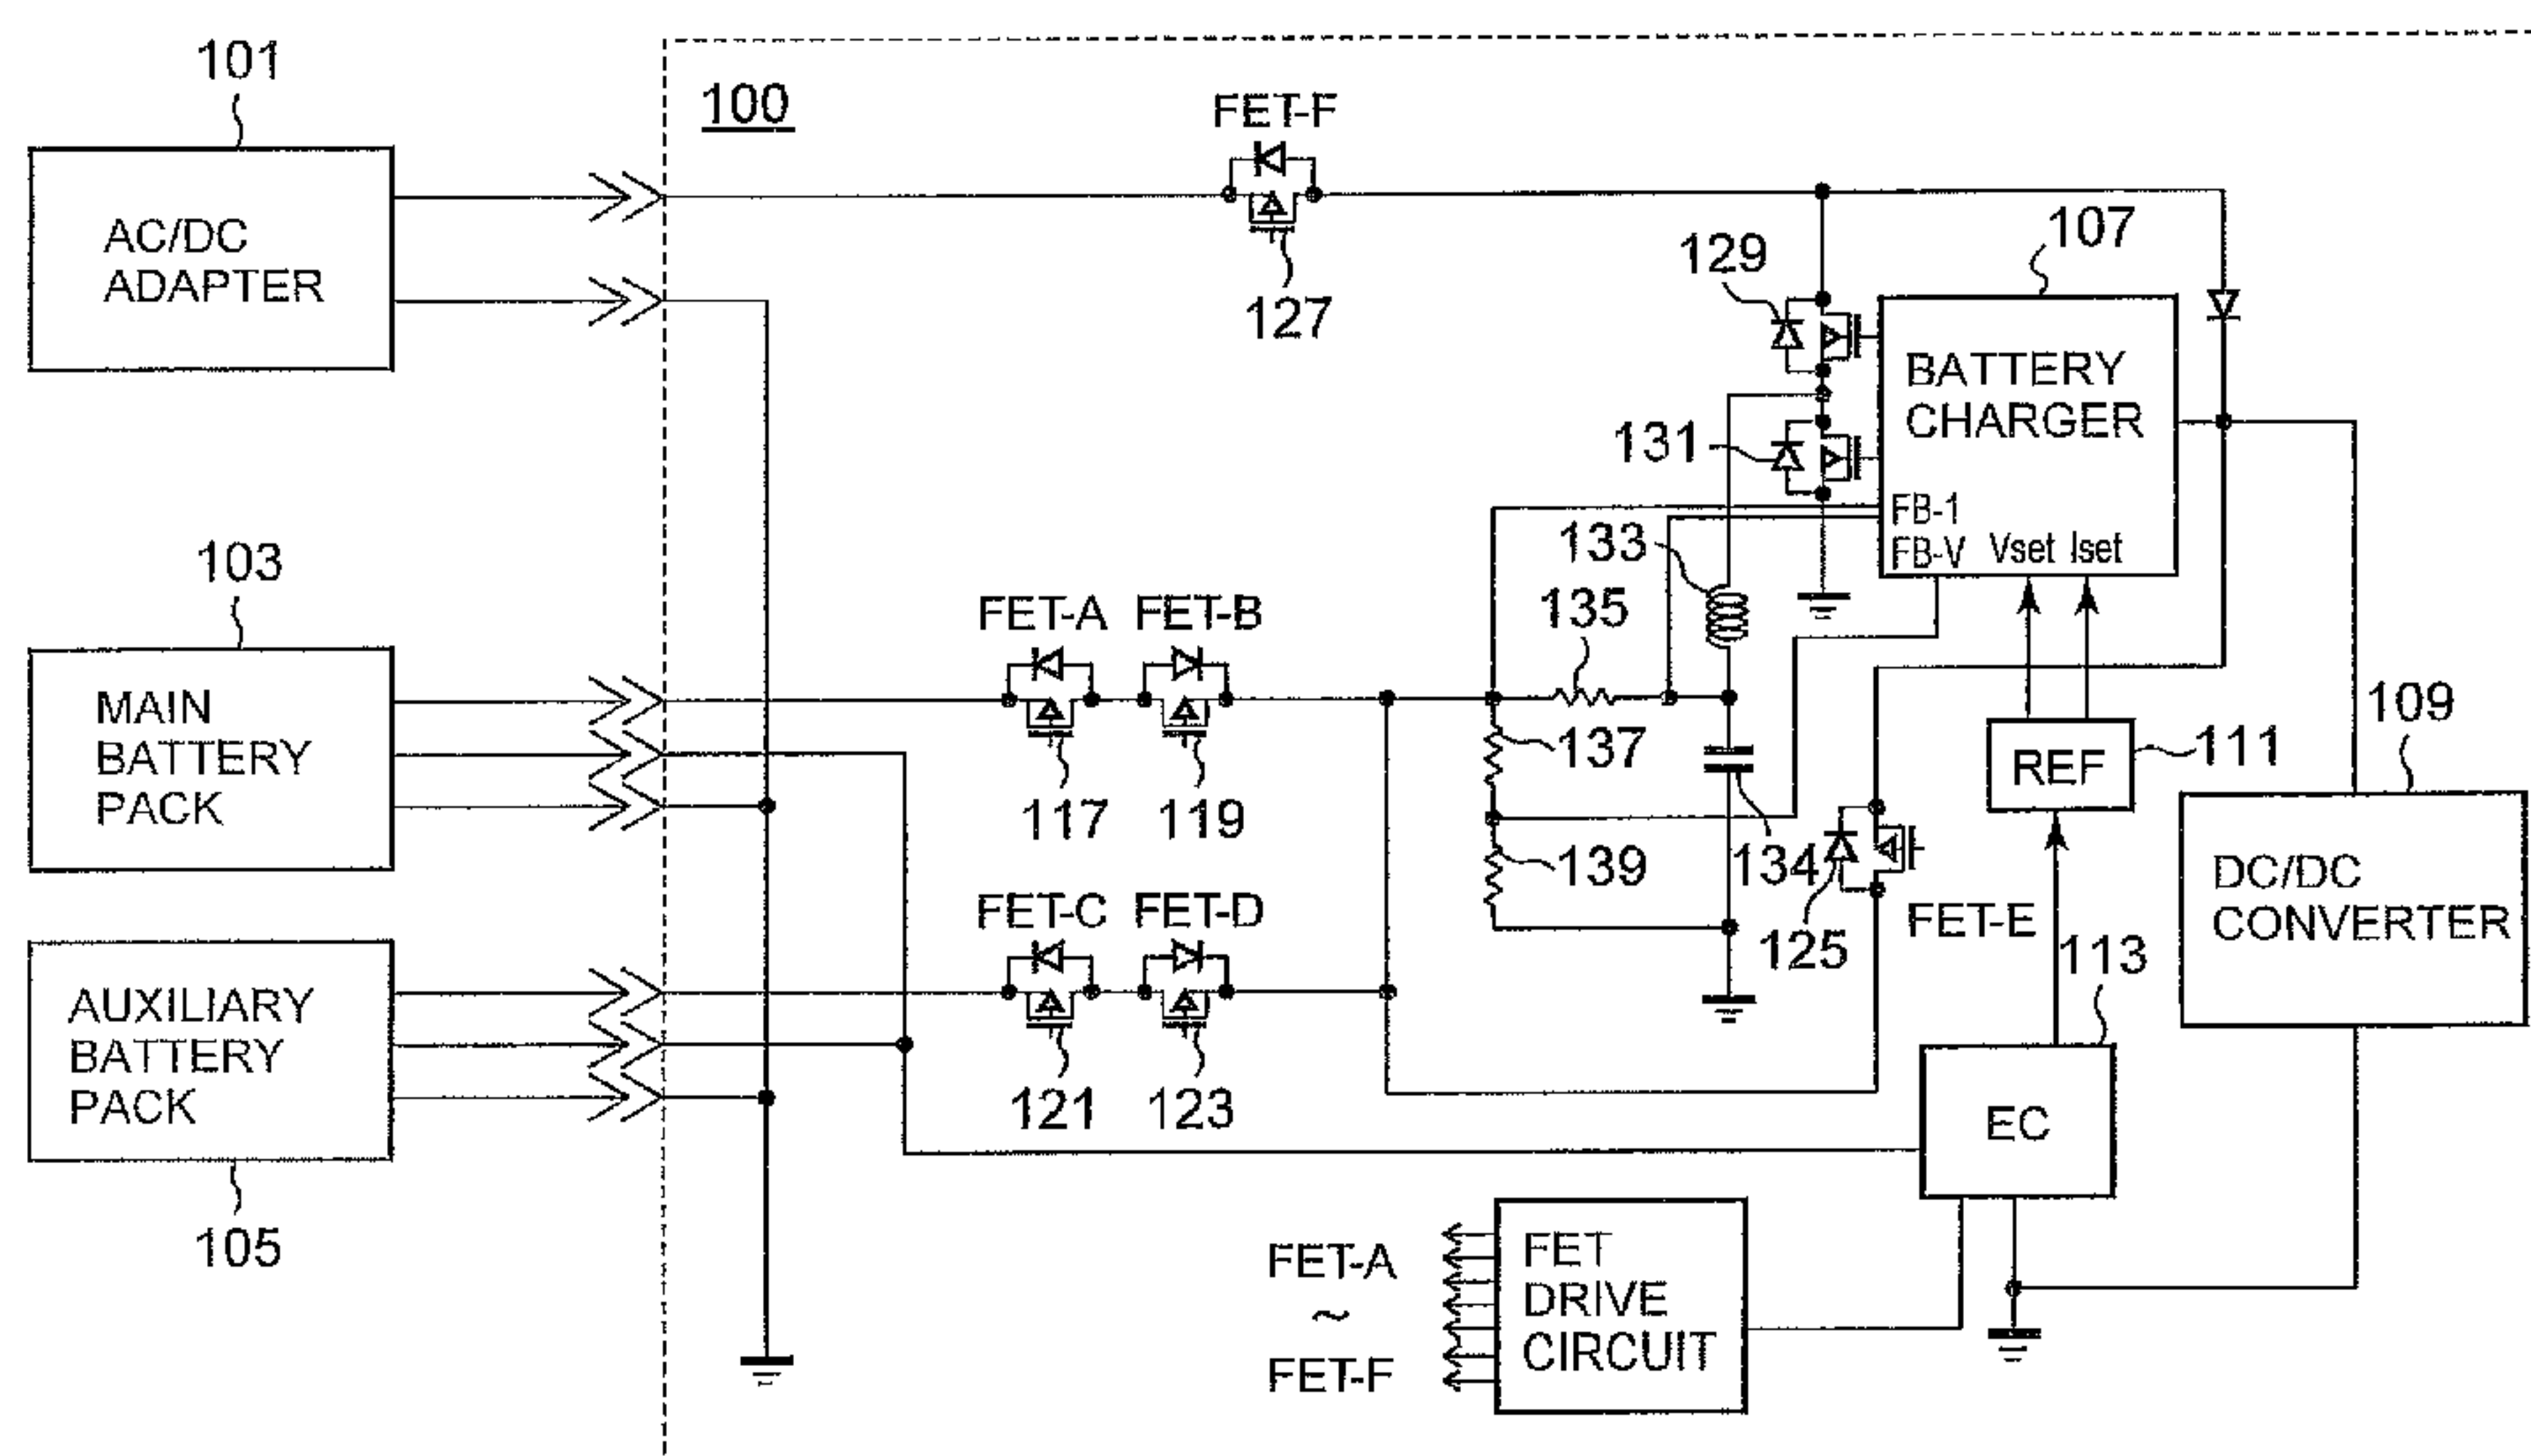 101
100
FET-F
AC/DC
ADAPTER
127
129
107
BATTERY
CHARGER
131
FB-1
FB-V Vset Iset
103
133
135
FET-A FET-B
MAIN
BATTERY
PACK
117
119
137
134
139
REF
111
109
125
FET-E
DC/DC
CONVERTER
113
FET-C FET-D
AUXILIARY
BATTERY
PACK
121
123
EC
105
FET-A
~
FET-F
FET
DRIVE
CIRCUIT